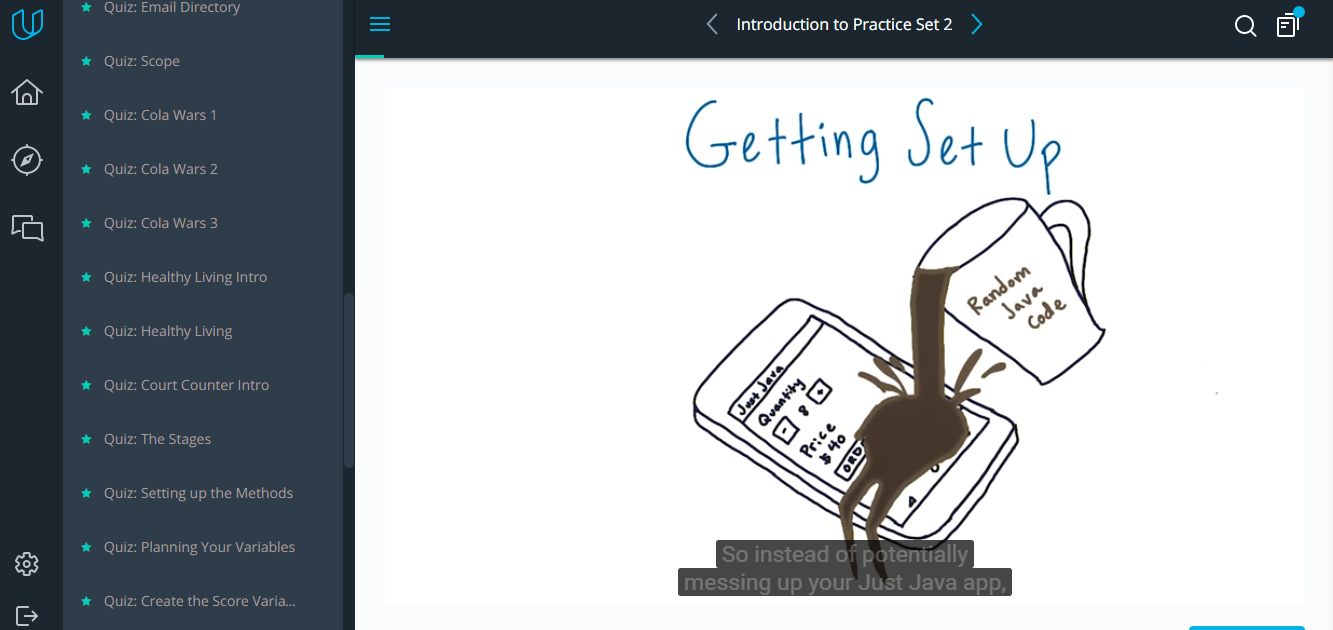 Quiz: Email Directory
Quiz: Scope
Quiz: Cola Wars 1
Quiz: Cola Wars 2
Quiz: Cola Wars 3
Quiz: Healthy Living Intro
Quiz: Healthy Living
Quiz: Court Counter Intro
Quiz: The Stages
Quiz: Setting up the Methods
Quiz: Planning Your Variables
Quiz: Create the Score Varia...
Introduction to Practice Set 2
Getting Set Up
Random
Java
Code
Just Java
Quantity
- 8 +
Price
$40
ORD
So instead of potentially
messing up your Just Java app,